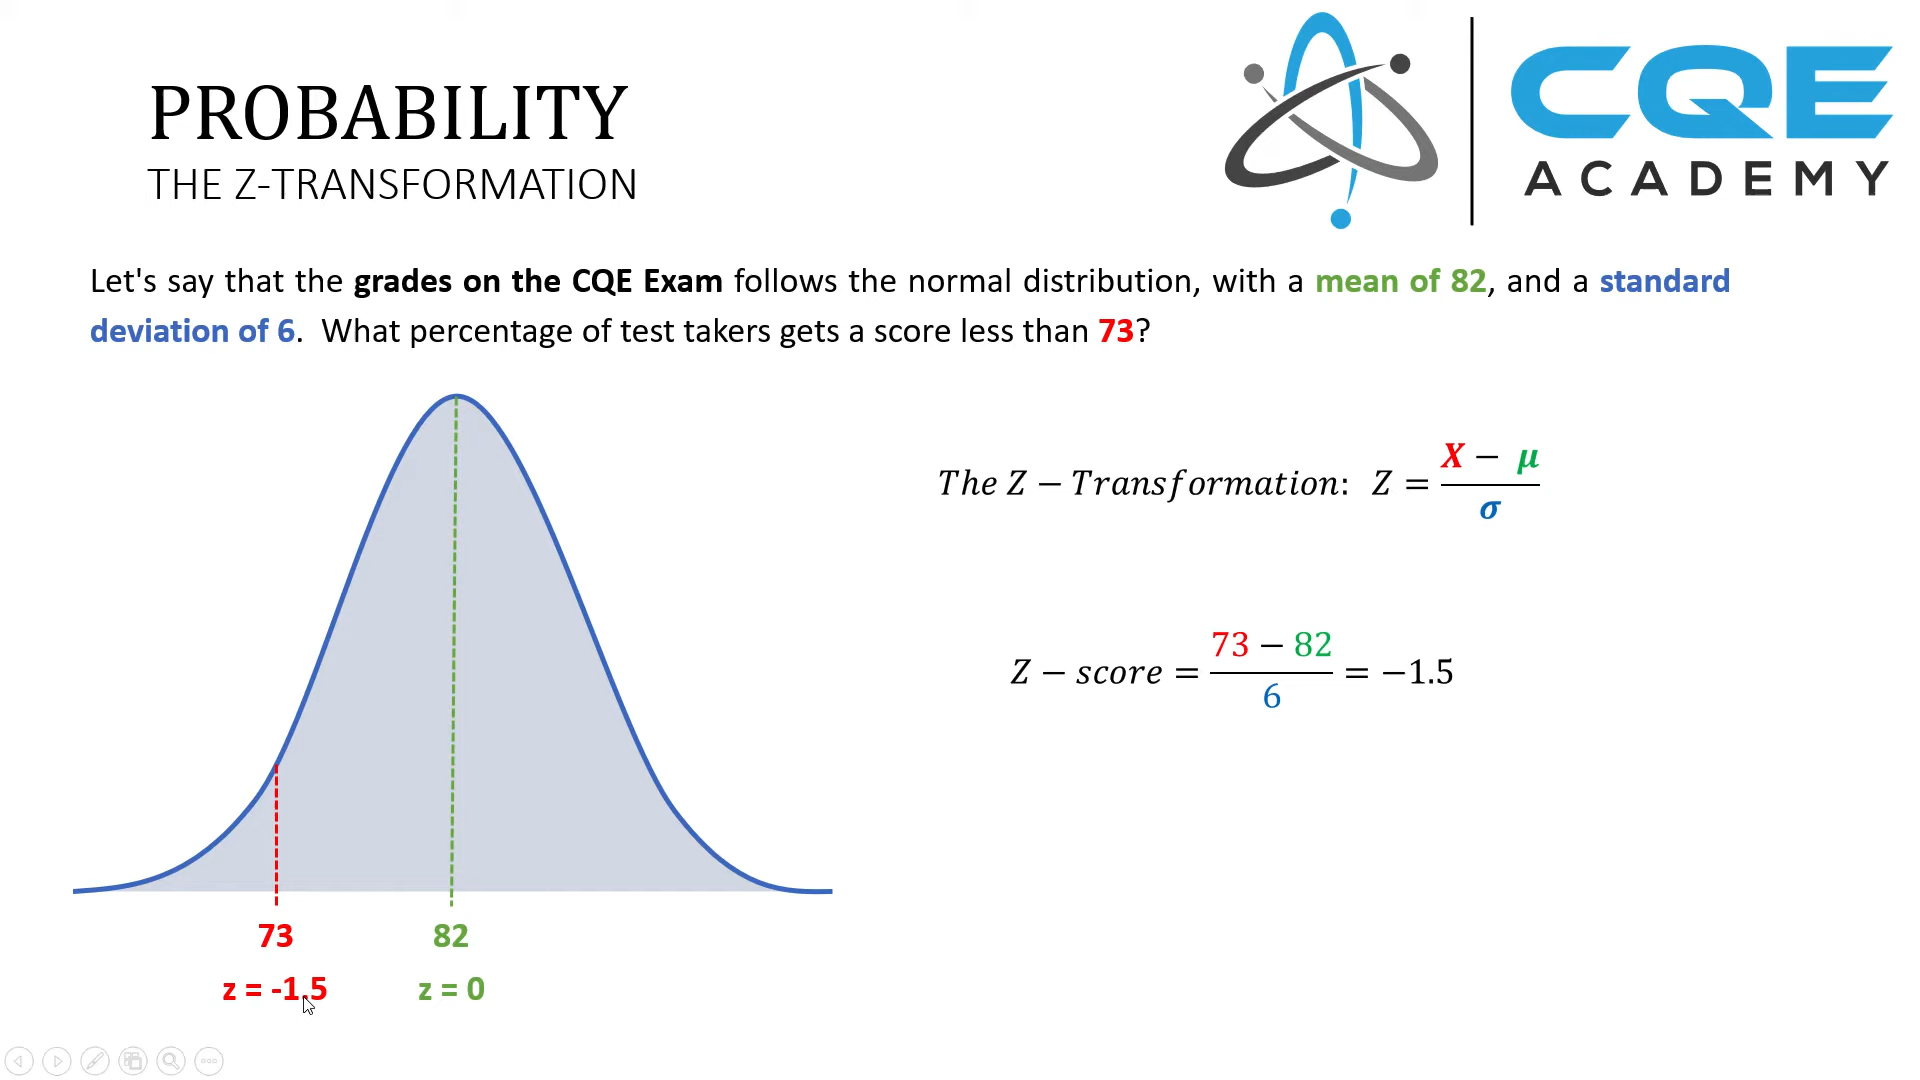 PROBABILITY
THE Z-TRANSFORMATION
CQE
ACADEMY
Let's say that the grades on the CQE Exam follows the normal distribution, with a mean of 82, and a standard
deviation of 6.  What percentage of test takers gets a score less than 73?
The Z − Transformation:  Z = (X − μ) / σ
Z − score = (73 − 82) / 6 = −1.5
73
82
z = -1.5
z = 0